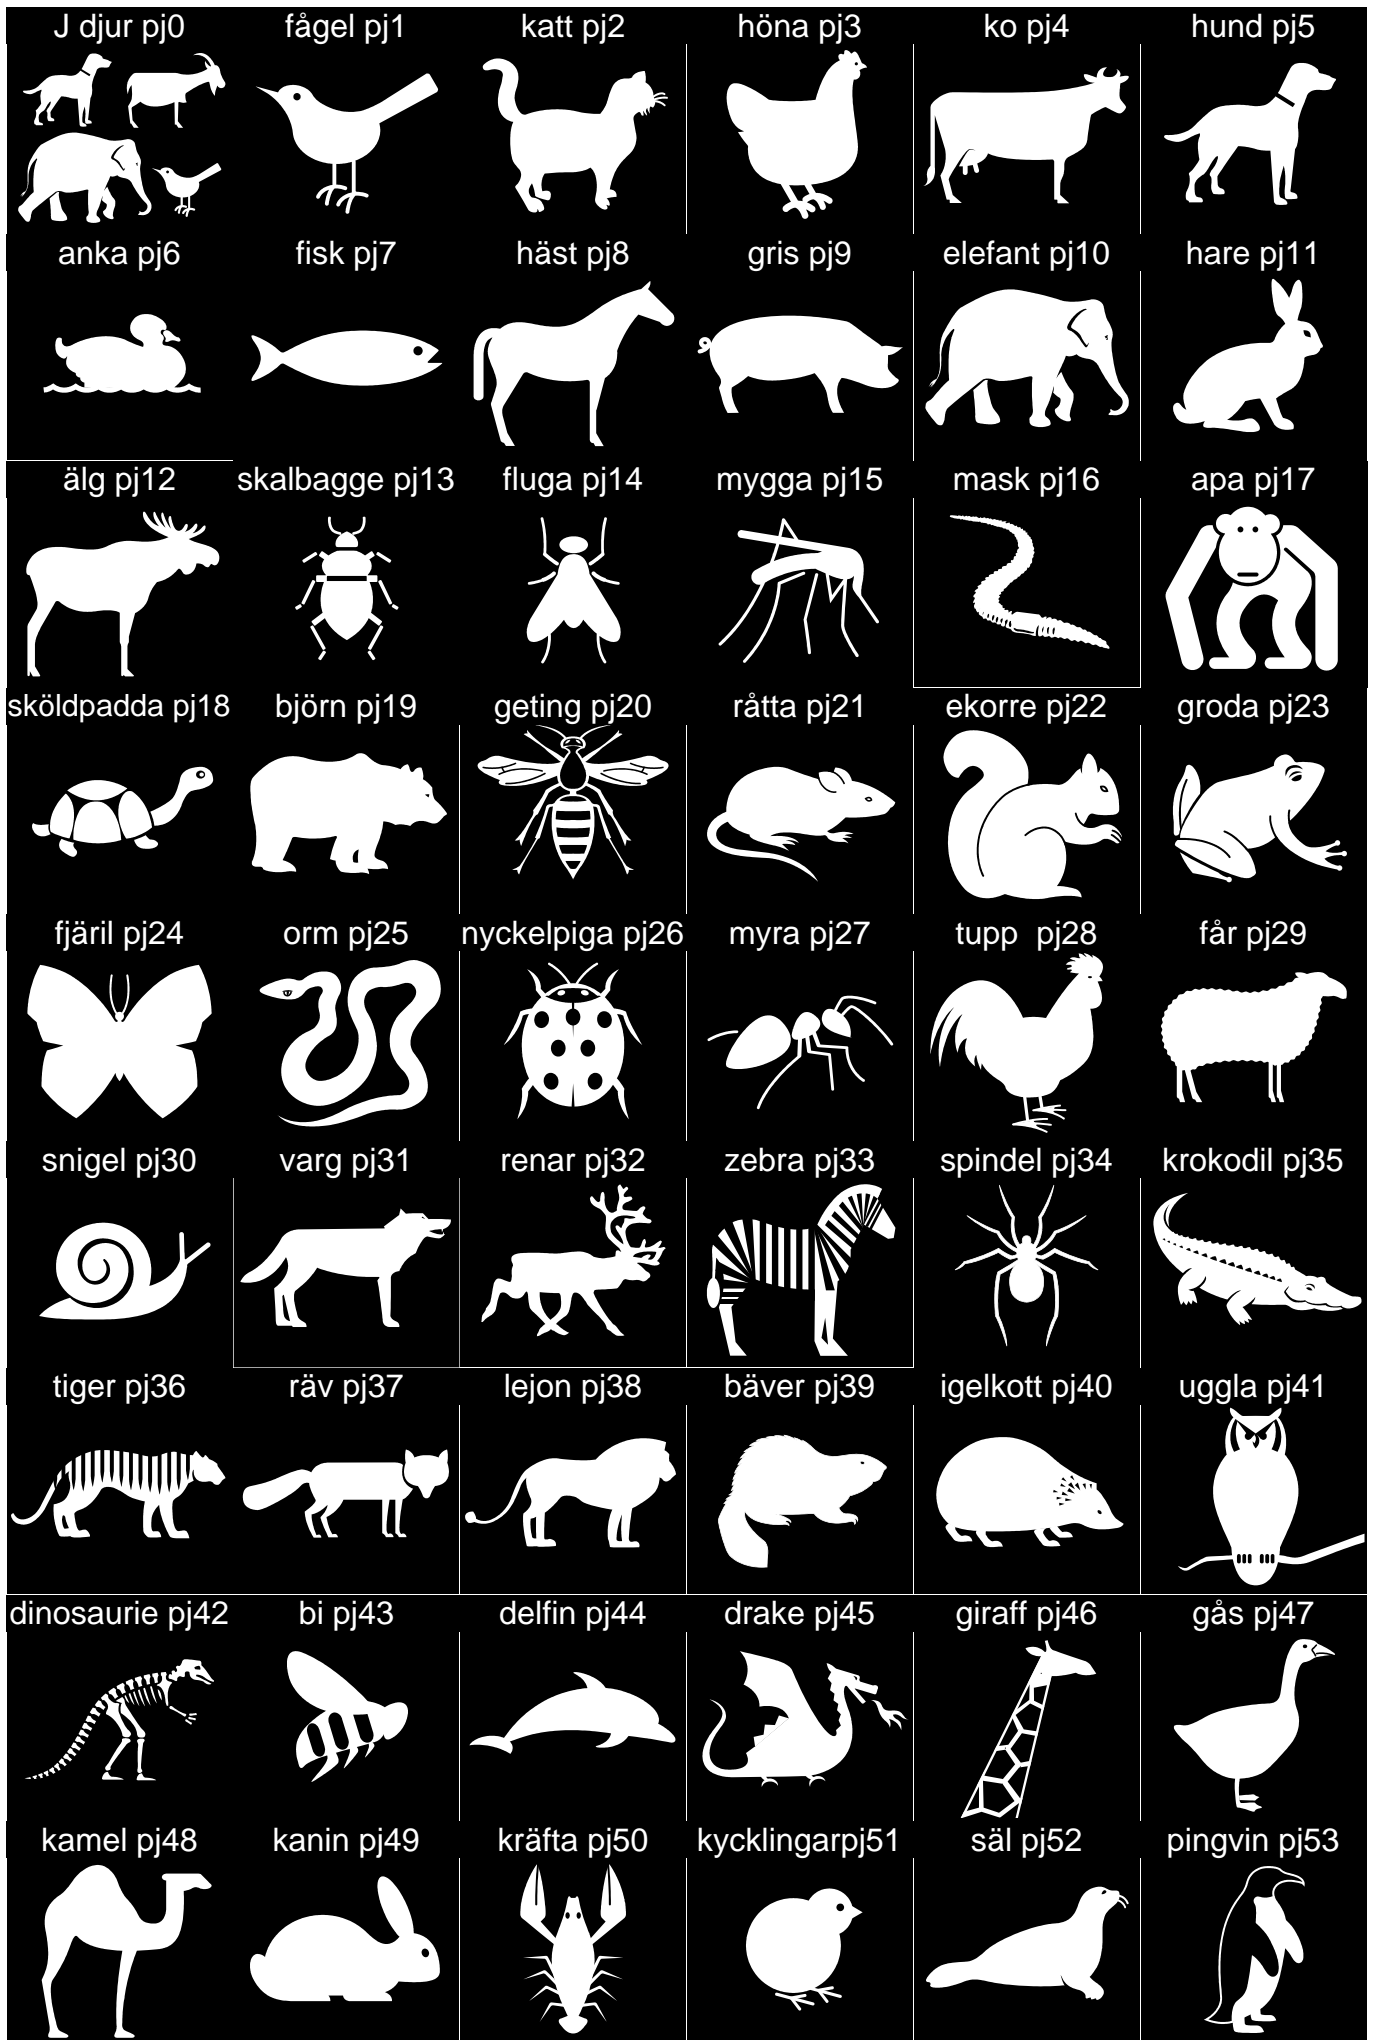 J djur pj0 fågel pj1 katt pj2 höna pj3 ko pj4 hund pj5
anka pj6 fisk pj7 häst pj8 gris pj9 elefant pj10 hare pj11
älg pj12 skalbagge pj13 fluga pj14 mygga pj15 mask pj16 apa pj17
sköldpadda pj18 björn pj19 geting pj20 råtta pj21 ekorre pj22 groda pj23
fjäril pj24 orm pj25 nyckelpiga pj26 myra pj27 tupp  pj28 får pj29
snigel pj30 varg pj31 renar pj32 zebra pj33 spindel pj34 krokodil pj35
tiger pj36 räv pj37 lejon pj38 bäver pj39 igelkott pj40 uggla pj41
dinosaurie pj42 bi pj43 delfin pj44 drake pj45 giraff pj46 gås pj47
kamel pj48 kanin pj49 kräfta pj50 kycklingarpj51 säl pj52 pingvin pj53